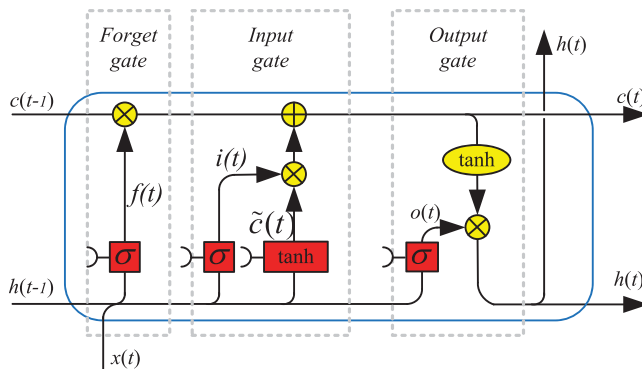 Forget gate
Input gate
Output gate
h(t)
c(t-1)
c(t)
tanh
i(t)
f(t)
c̃(t)
o(t)
σ
σ
tanh
σ
h(t-1)
h(t)
x(t)